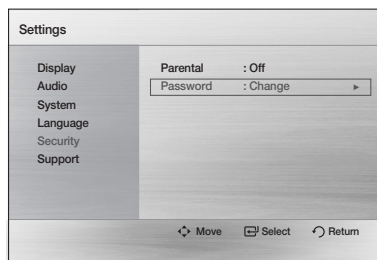 Settings
Display
Audio
System
Language
Security
Support
Parental : Off
Password : Change
Move Select Return